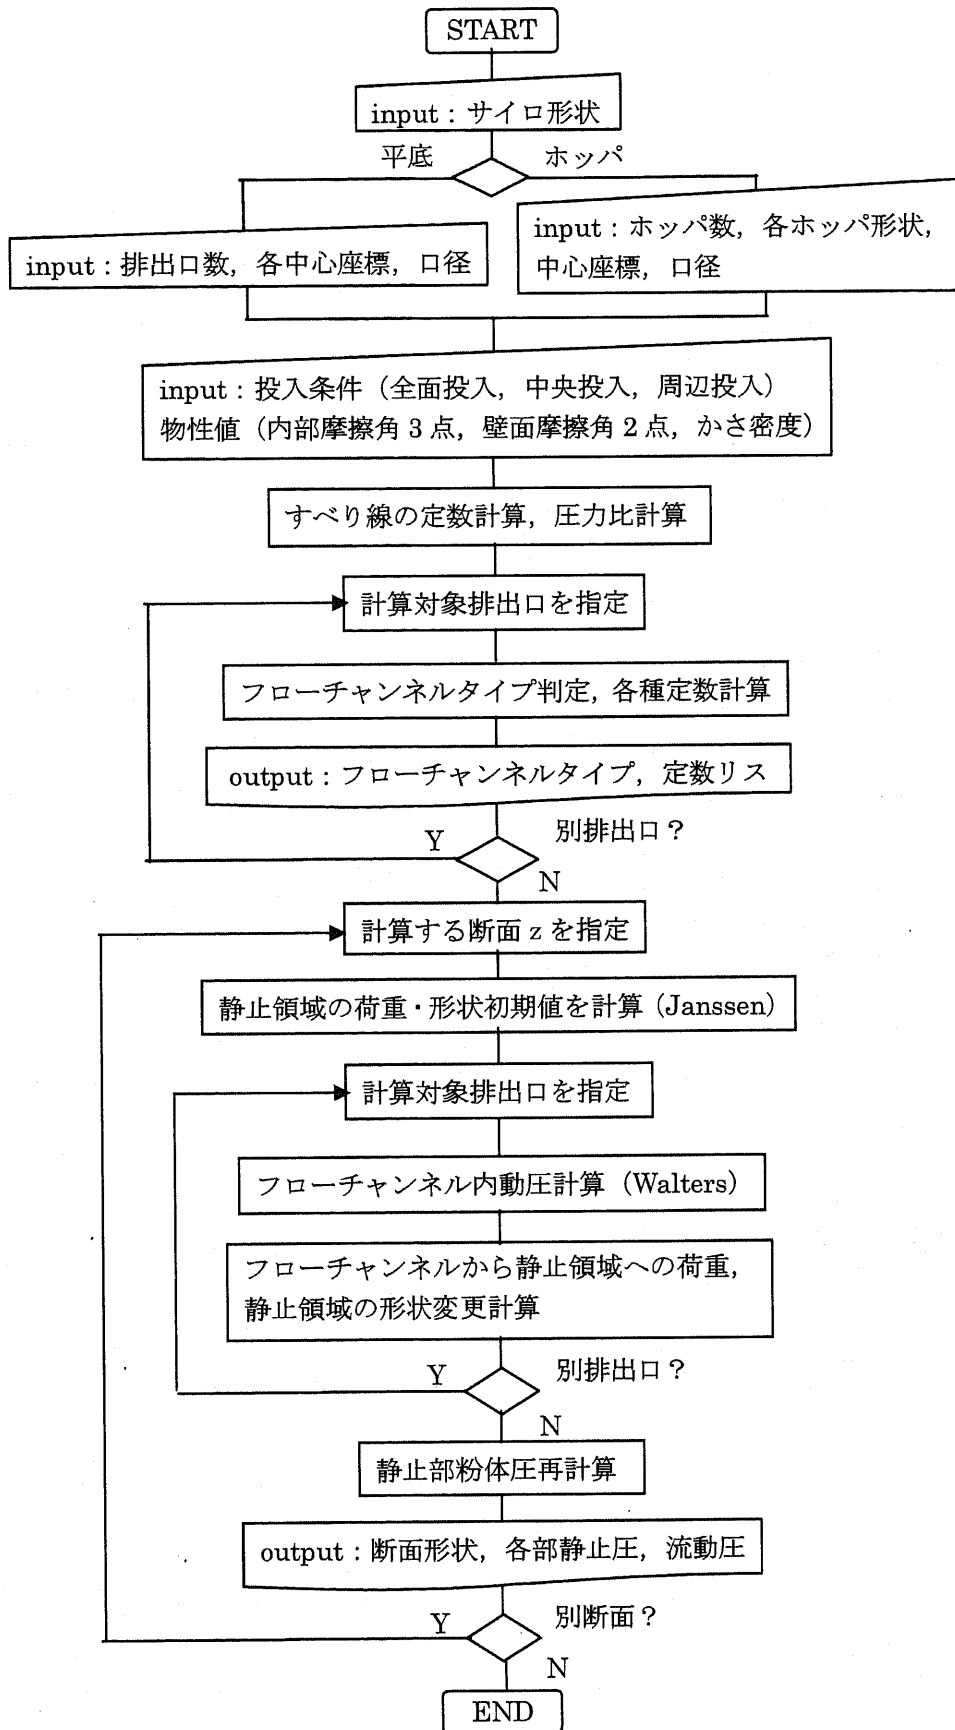 START
input：サイロ形状
平底
ホッパ
input：排出口数，各中心座標，口径
input：ホッパ数，各ホッパ形状，
中心座標，口径
input：投入条件（全面投入，中央投入，周辺投入）
物性値（内部摩擦角 3 点，壁面摩擦角 2 点，かさ密度）
すべり線の定数計算，圧力比計算
計算対象排出口を指定
フローチャンネルタイプ判定，各種定数計算
output：フローチャンネルタイプ，定数リス
Y
別排出口？
N
計算する断面 z を指定
静止領域の荷重・形状初期値を計算（Janssen）
計算対象排出口を指定
フローチャンネル内動圧計算（Walters）
フローチャンネルから静止領域への荷重，
静止領域の形状変更計算
Y
別排出口？
N
静止部粉体圧再計算
output：断面形状，各部静止圧，流動圧
Y
別断面？
N
END